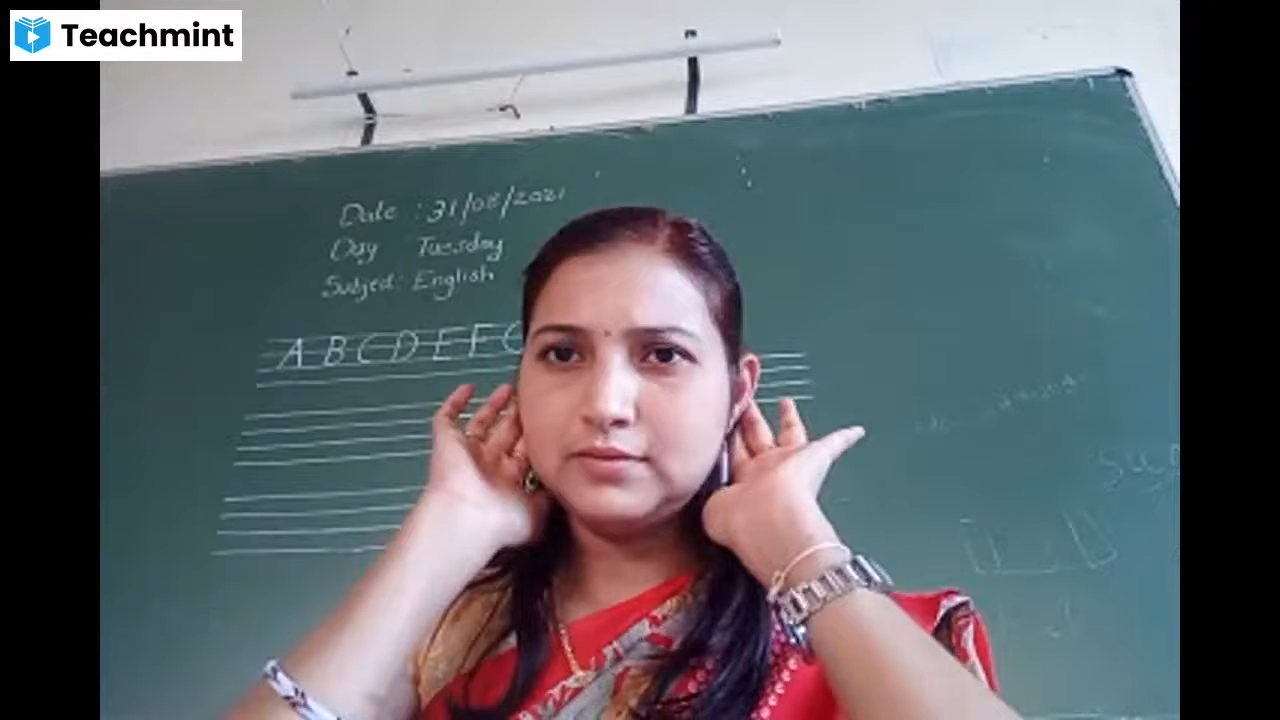 Teachmint
Date : 31/08/2021
Day Tuesday
Subject : English
A B C D E F